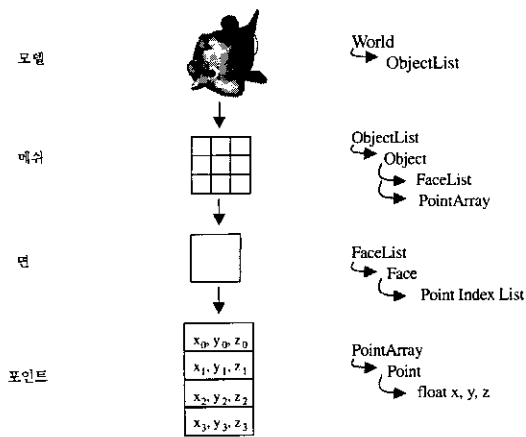 모델
World
ObjectList
메쉬
ObjectList
Object
FaceList
PointArray
면
FaceList
Face
Point Index List
포인트
x₀, y₀, z₀
x₁, y₁, z₁
x₂, y₂, z₂
x₃, y₃, z₃
PointArray
Point
float x, y, z